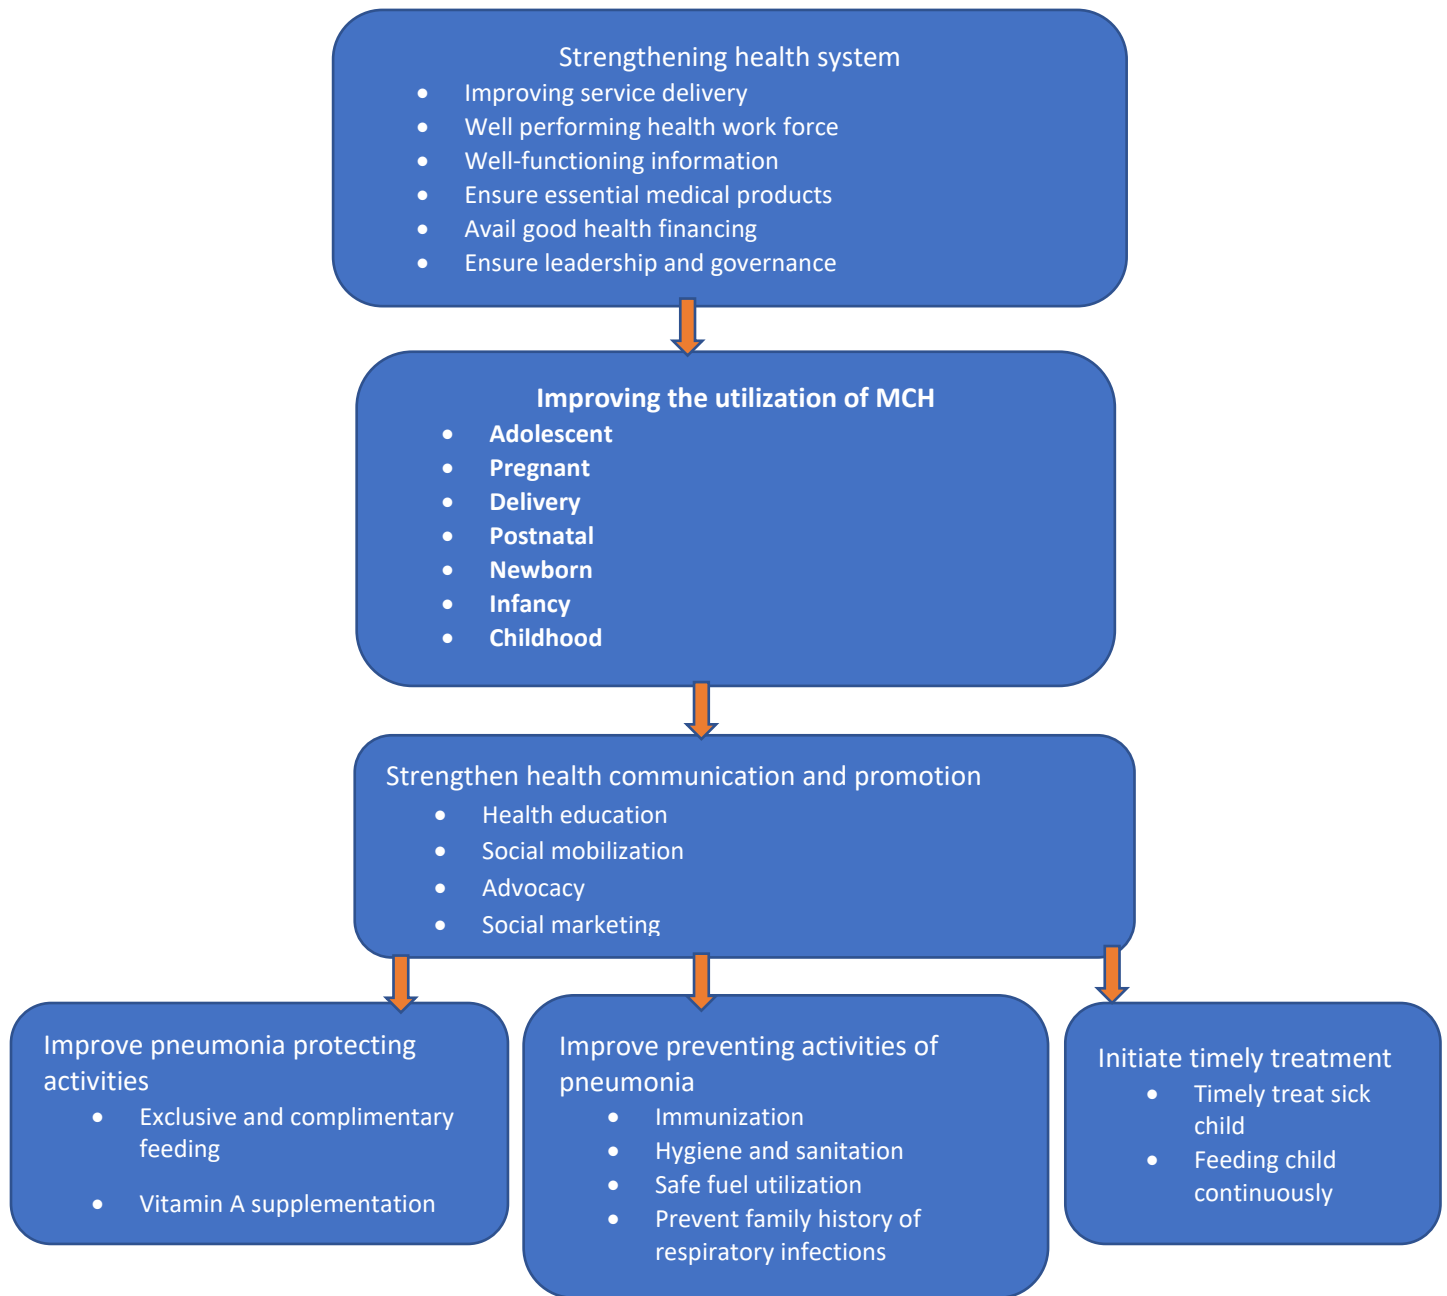 Strengthening health system
• Improving service delivery
• Well performing health work force
• Well-functioning information
• Ensure essential medical products
• Avail good health financing
• Ensure leadership and governance
Improving the utilization of MCH
• Adolescent
• Pregnant
• Delivery
• Postnatal
• Newborn
• Infancy
• Childhood
Strengthen health communication and promotion
• Health education
• Social mobilization
• Advocacy
• Social marketing
Improve pneumonia protecting
activities
• Exclusive and complimentary
feeding
• Vitamin A supplementation
Improve preventing activities of
pneumonia
• Immunization
• Hygiene and sanitation
• Safe fuel utilization
• Prevent family history of
respiratory infections
Initiate timely treatment
• Timely treat sick
child
• Feeding child
continuously